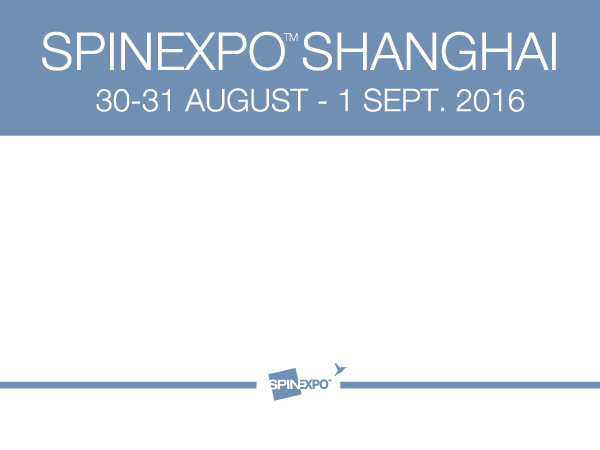 SPINEXPO™ SHANGHAI
30-31 AUGUST - 1 SEPT. 2016
SPINEXPO™